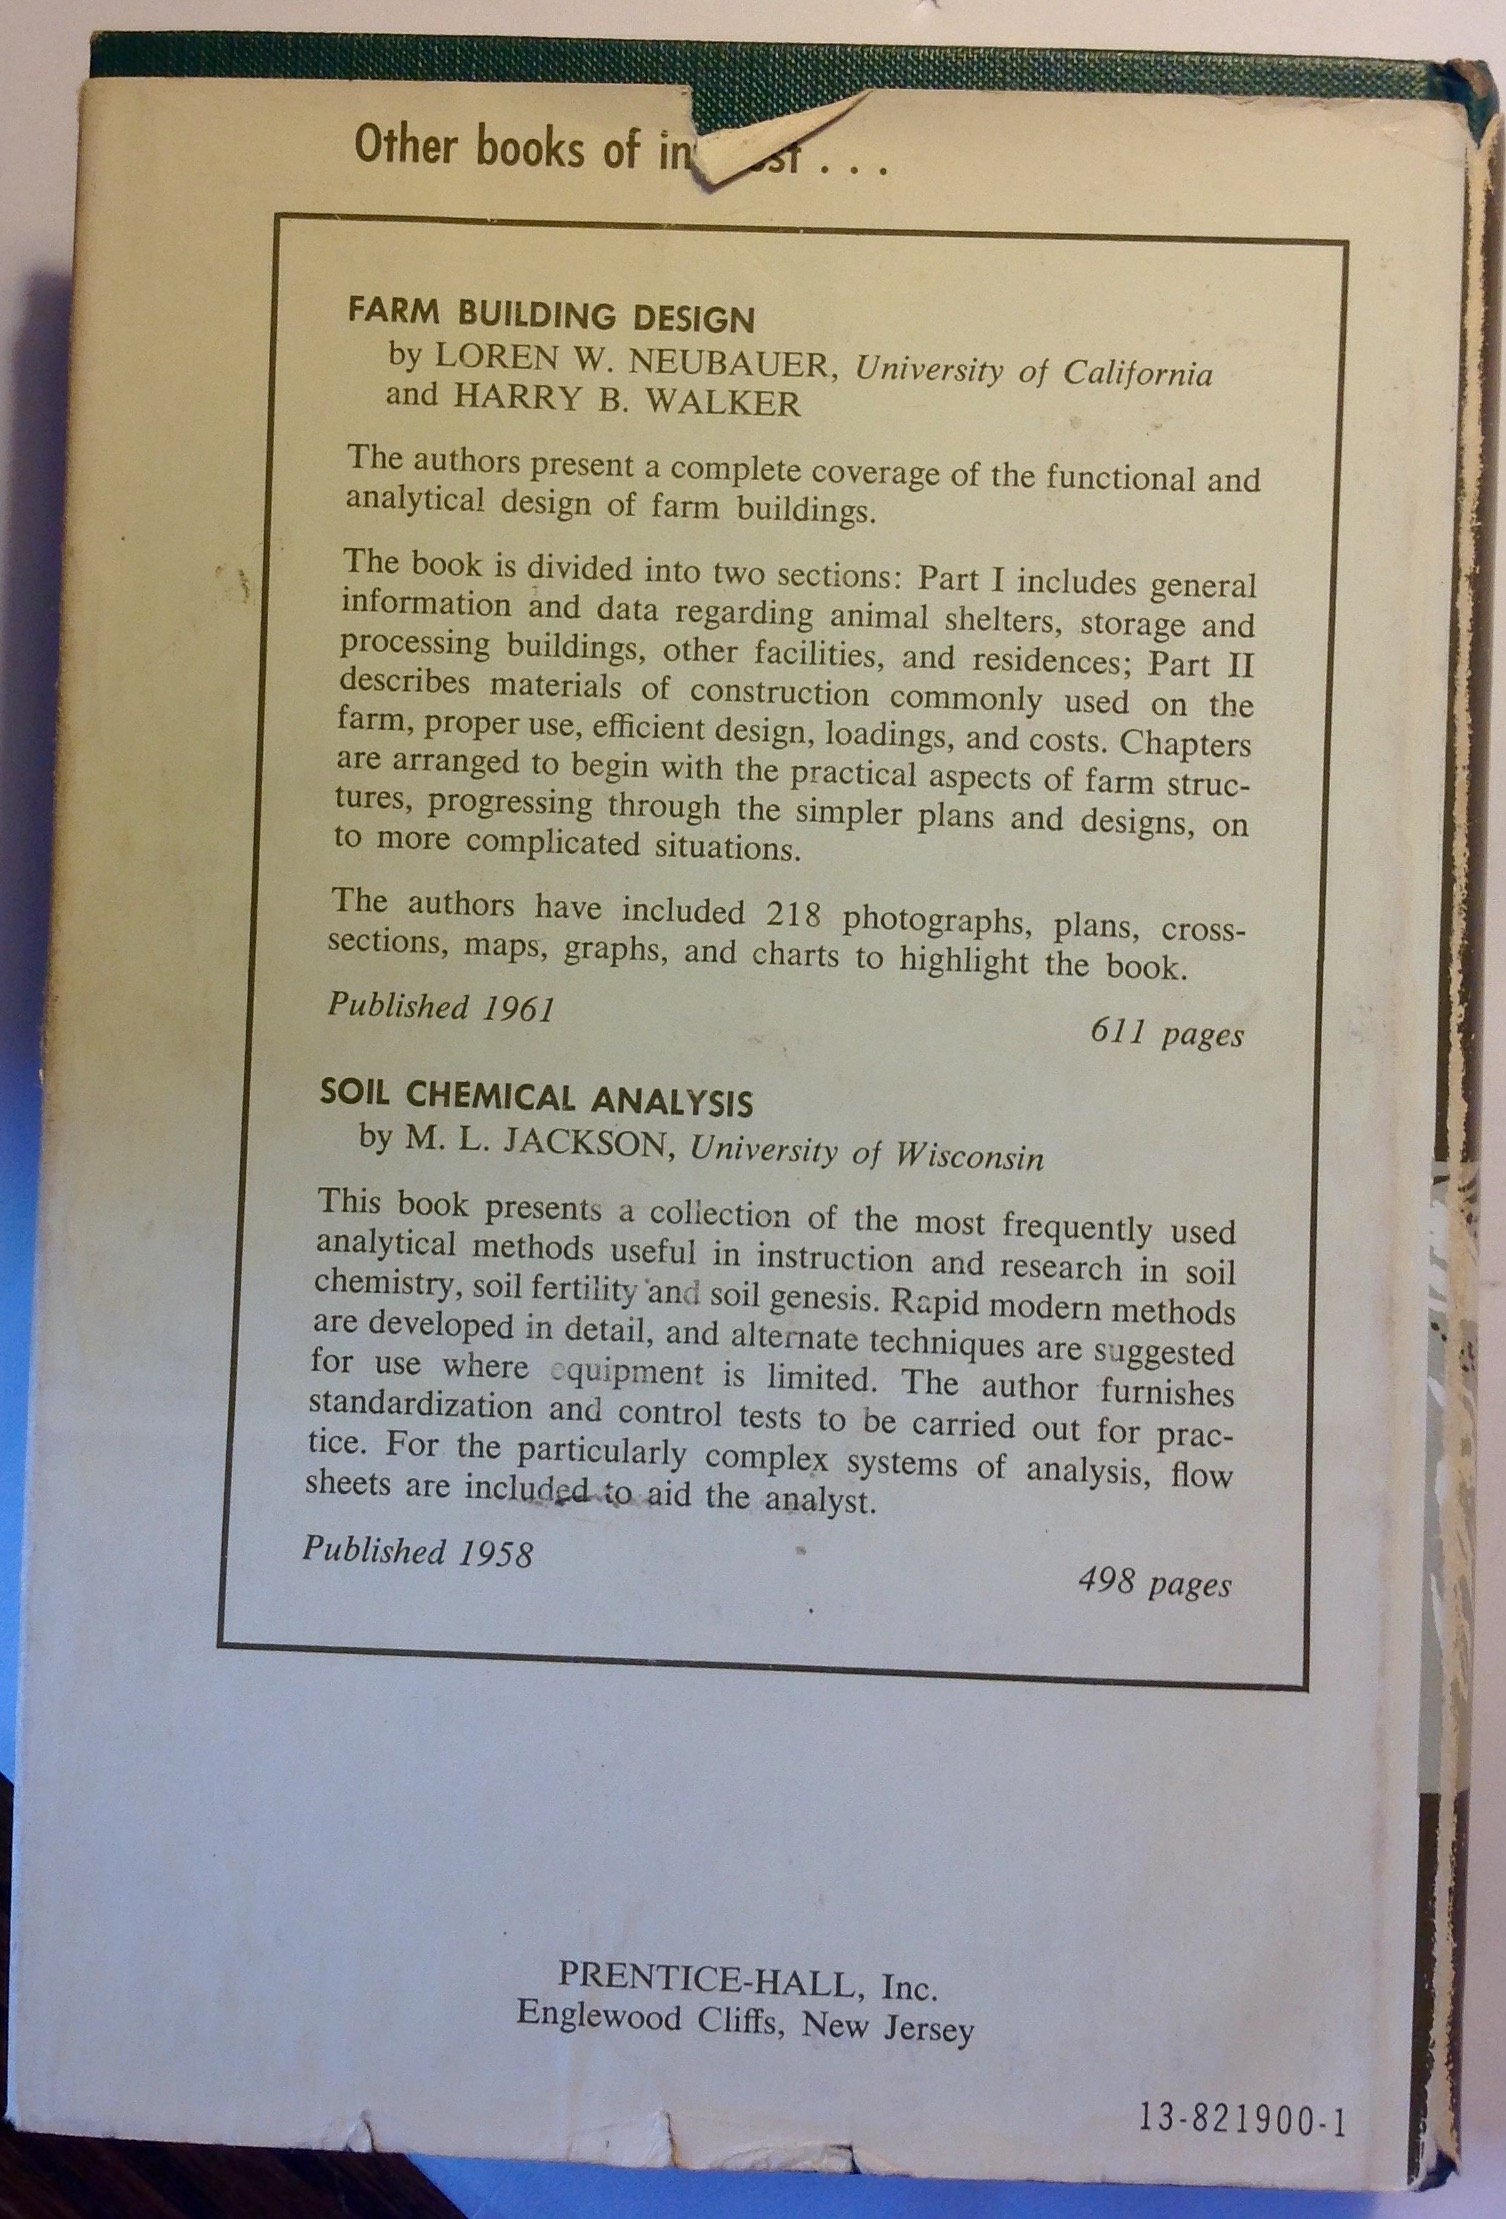 Other books of in st . . .
FARM BUILDING DESIGN
by LOREN W. NEUBAUER, University of California
and HARRY B. WALKER
The authors present a complete coverage of the functional and
analytical design of farm buildings.
The book is divided into two sections: Part I includes general
information and data regarding animal shelters, storage and
processing buildings, other facilities, and residences; Part II
describes materials of construction commonly used on the
farm, proper use, efficient design, loadings, and costs. Chapters
are arranged to begin with the practical aspects of farm struc-
tures, progressing through the simpler plans and designs, on
to more complicated situations.
The authors have included 218 photographs, plans, cross-
sections, maps, graphs, and charts to highlight the book.
Published 1961
611 pages
SOIL CHEMICAL ANALYSIS
by M. L. JACKSON, University of Wisconsin
This book presents a collection of the most frequently used
analytical methods useful in instruction and research in soil
chemistry, soil fertility and soil genesis. Rapid modern methods
are developed in detail, and alternate techniques are suggested
for use where equipment is limited. The author furnishes
standardization and control tests to be carried out for prac-
tice. For the particularly complex systems of analysis, flow
sheets are included to aid the analyst.
Published 1958
498 pages
PRENTICE-HALL, Inc.
Englewood Cliffs, New Jersey
13-821900-1